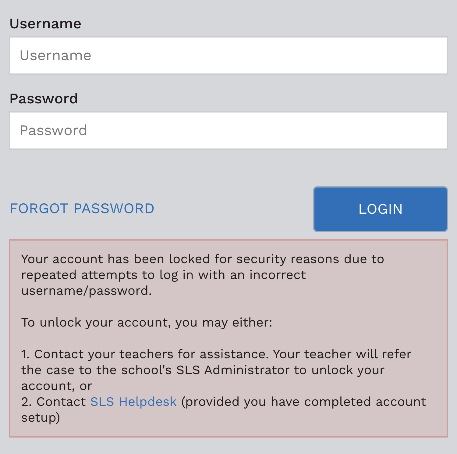 Username
Username
Password
Password
FORGOT PASSWORD
LOGIN
Your account has been locked for security reasons due to
repeated attempts to log in with an incorrect
username/password.
To unlock your account, you may either:
1. Contact your teachers for assistance. Your teacher will refer
the case to the school's SLS Administrator to unlock your
account, or
2. Contact SLS Helpdesk (provided you have completed account
setup)